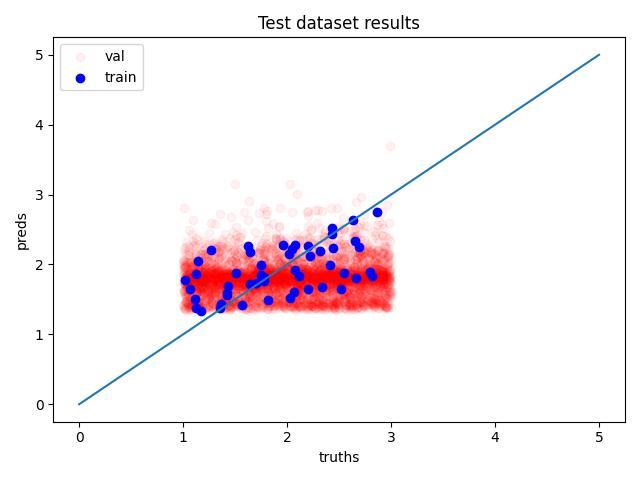 Test dataset results
val
train
5
4
3
2
1
0
preds
0 1 2 3 4 5
truths